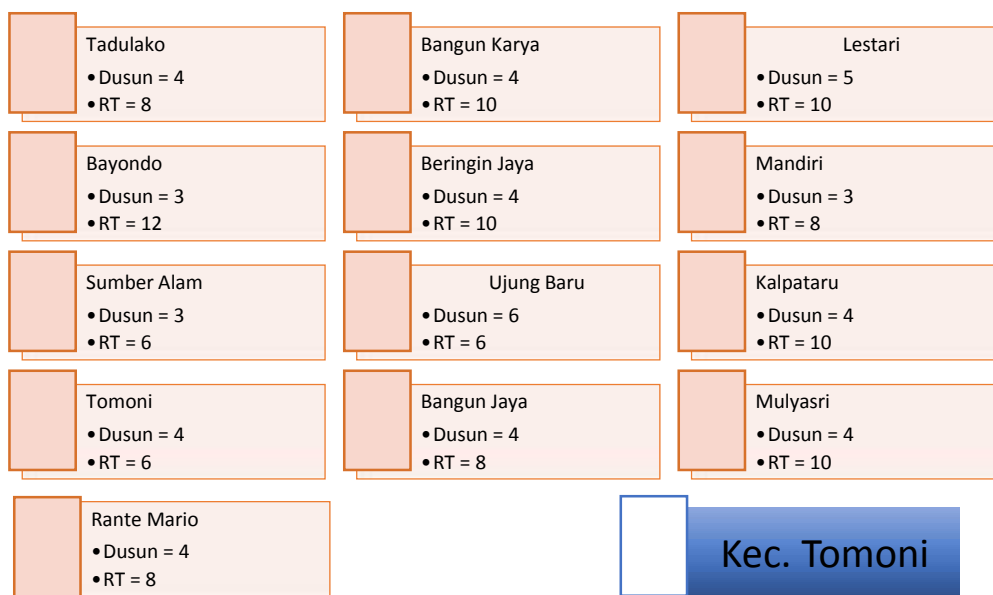 Tadulako
•Dusun = 4
•RT = 8
Bangun Karya
•Dusun = 4
•RT = 10
Lestari
•Dusun = 5
•RT = 10
Bayondo
•Dusun = 3
•RT = 12
Beringin Jaya
•Dusun = 4
•RT = 10
Mandiri
•Dusun = 3
•RT = 8
Sumber Alam
•Dusun = 3
•RT = 6
Ujung Baru
•Dusun = 6
•RT = 6
Kalpataru
•Dusun = 4
•RT = 10
Tomoni
•Dusun = 4
•RT = 6
Bangun Jaya
•Dusun = 4
•RT = 8
Mulyasri
•Dusun = 4
•RT = 10
Rante Mario
•Dusun = 4
•RT = 8
Kec. Tomoni